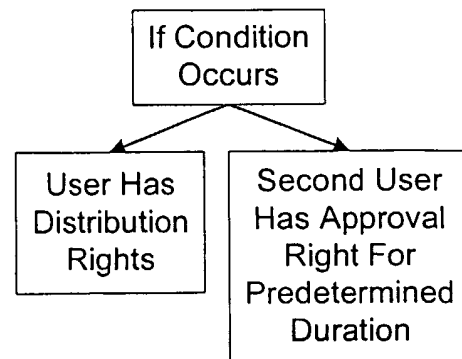 If Condition
Occurs
User Has
Distribution
Rights
Second User
Has Approval
Right For
Predetermined
Duration